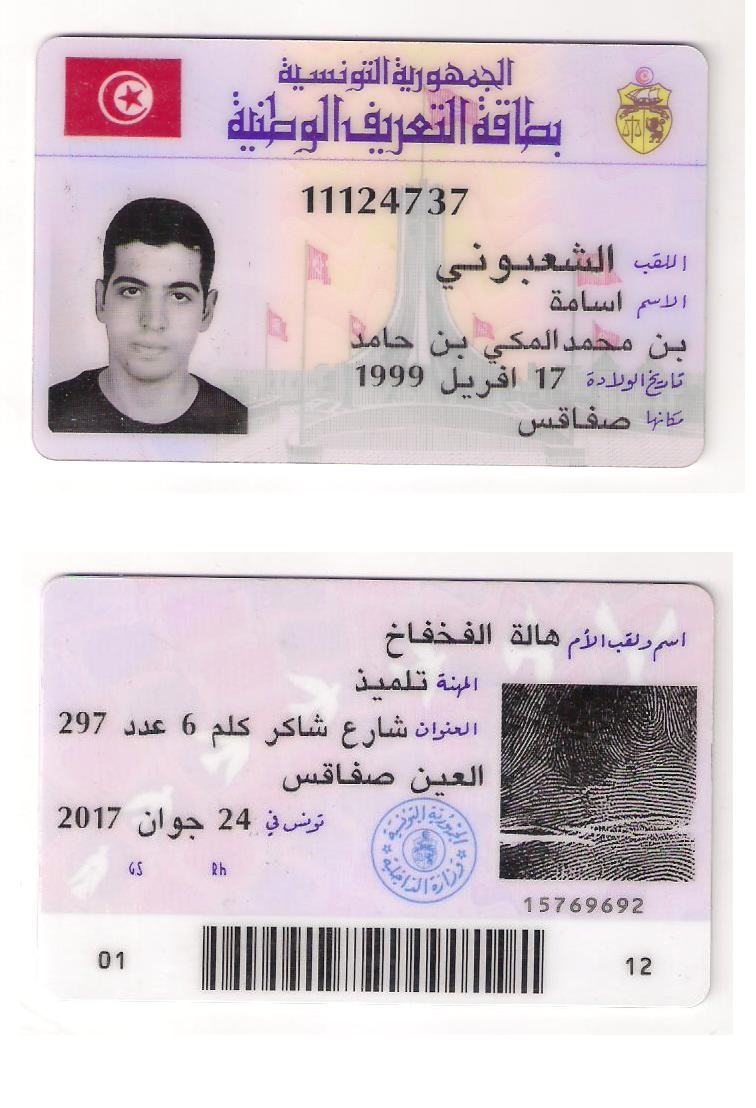 الجمهورية التونسية
بطاقة التعريف الوطنية
11124737
اللقب الشعبوني
الاسم اسامة
بن محمدالمكي بن حامد
تاريخ الولادة 17 افريل 1999
مكانها صفاقس
اسم ولقب الأم هالة الفخفاخ
المهنة تلميذ
العنوان شارع شاكر كلم 6 عدد 297
العين صفاقس
تونس في 24 جوان 2017
GS Rh
الجمهورية التونسية
وزارة الداخلية
15769692
01
12